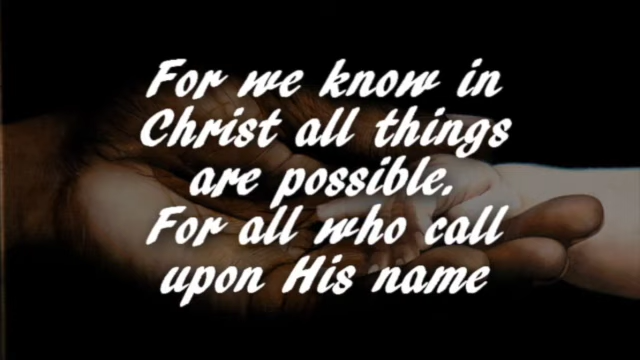 For we know in
Christ all things
are possible.
For all who call
upon His name